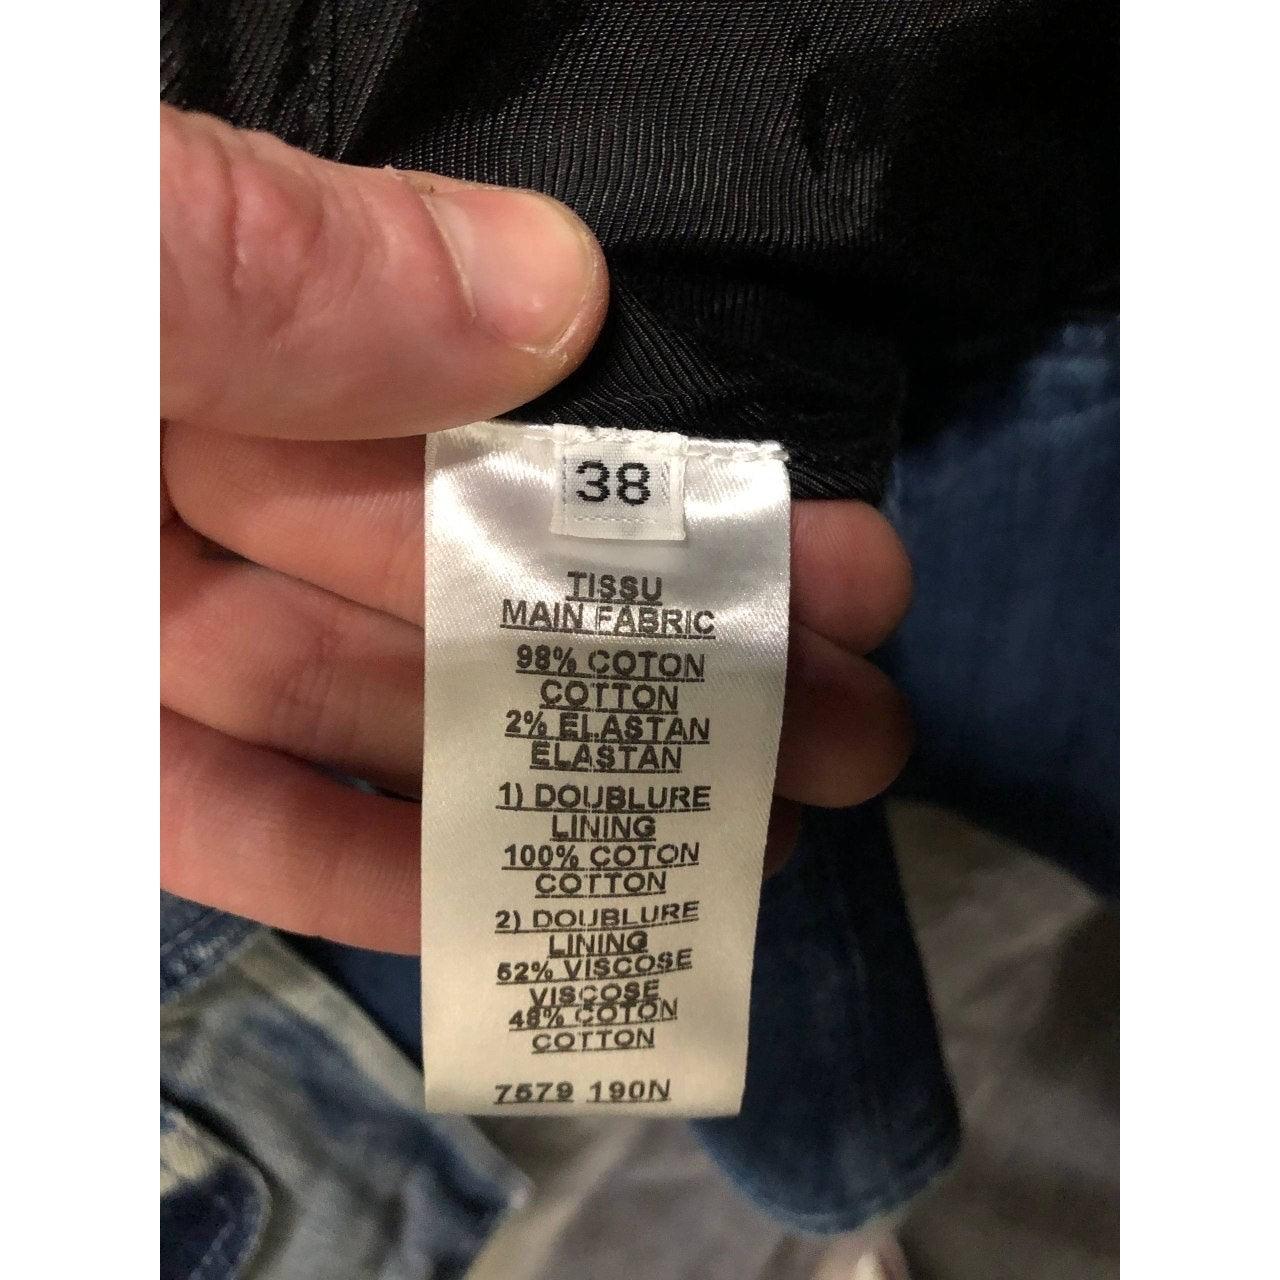 38
TISSU
MAIN FABRIC
98% COTON
COTTON
2% ELASTAN
ELASTAN
1) DOUBLURE
LINING
100% COTON
COTTON
2) DOUBLURE
LINING
52% VISCOSE
VISCOSE
48% COTON
COTTON
7579 190N